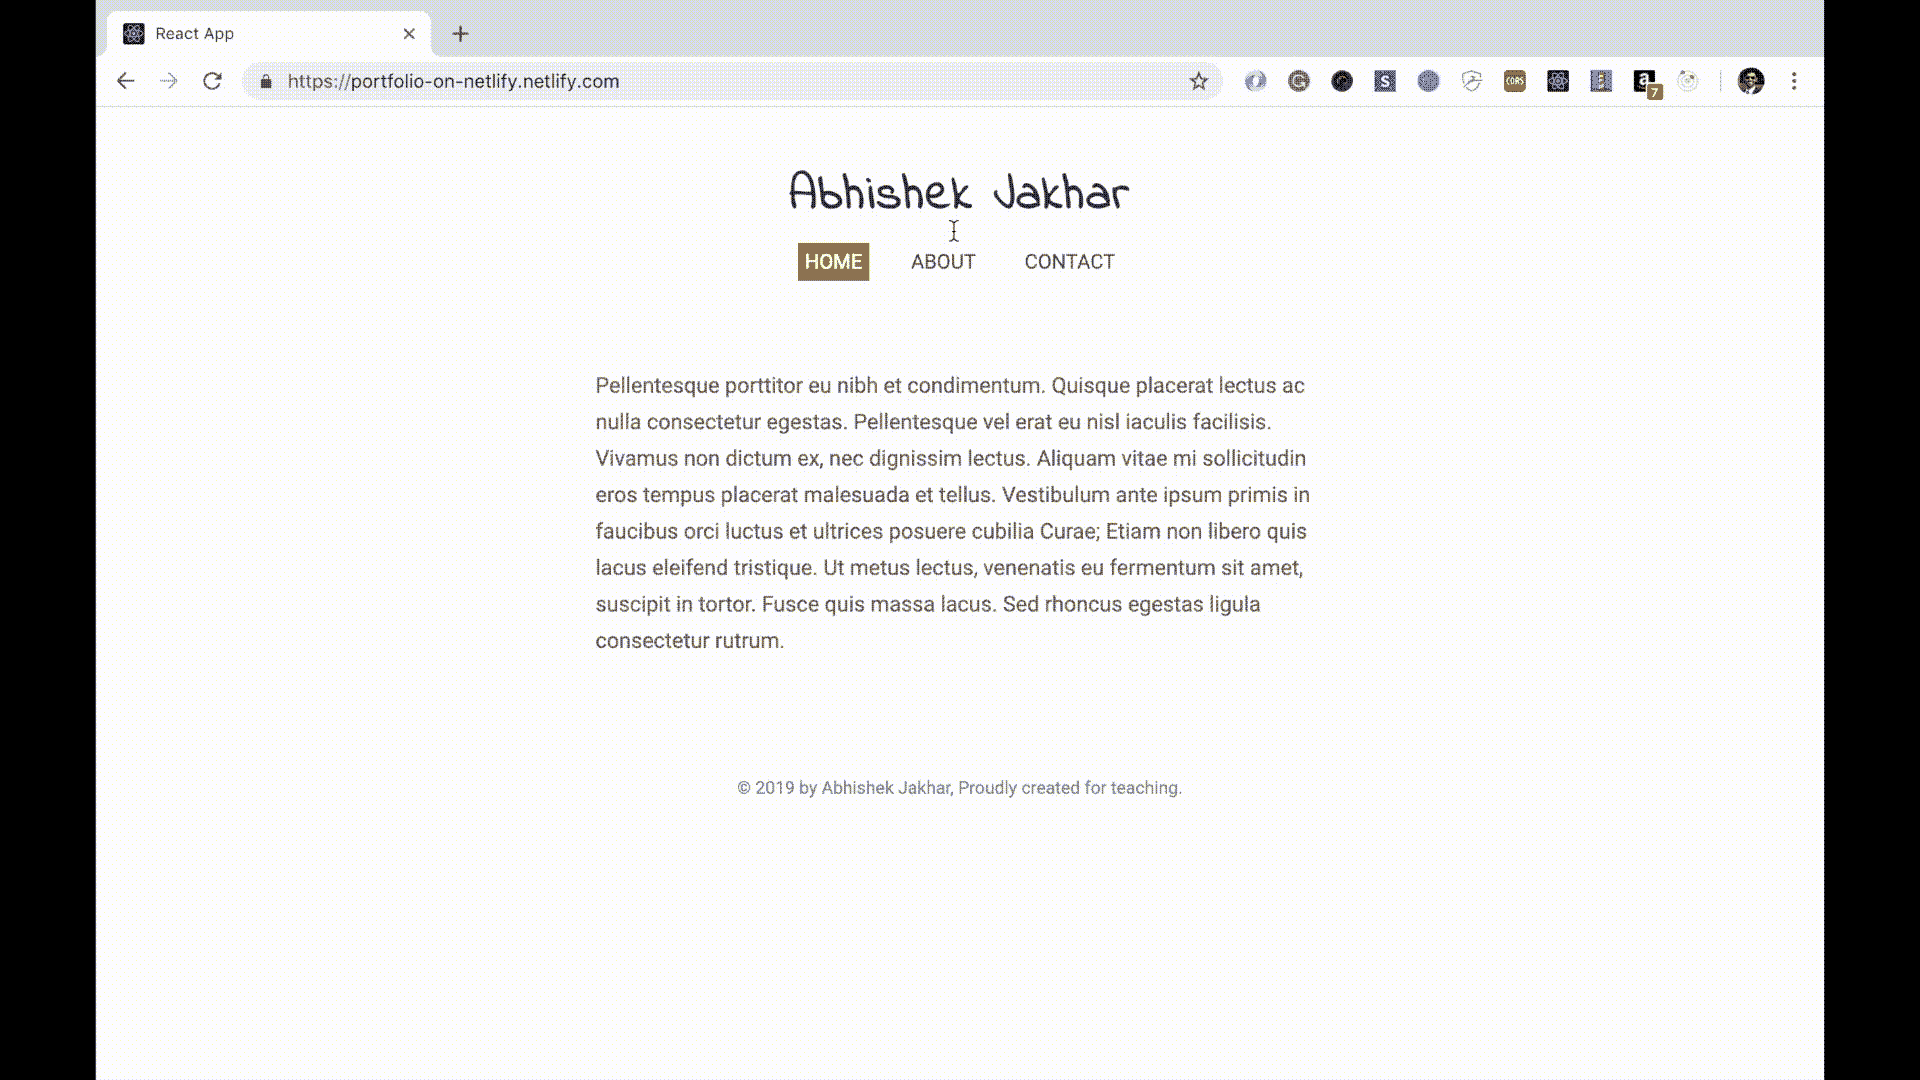 React App
https://portfolio-on-netlify.netlify.com
S
CORS
a
7
Abhishek Jakhar
HOME ABOUT CONTACT
Pellentesque porttitor eu nibh et condimentum. Quisque placerat lectus ac
nulla consectetur egestas. Pellentesque vel erat eu nisl iaculis facilisis.
Vivamus non dictum ex, nec dignissim lectus. Aliquam vitae mi sollicitudin
eros tempus placerat malesuada et tellus. Vestibulum ante ipsum primis in
faucibus orci luctus et ultrices posuere cubilia Curae; Etiam non libero quis
lacus eleifend tristique. Ut metus lectus, venenatis eu fermentum sit amet,
suscipit in tortor. Fusce quis massa lacus. Sed rhoncus egestas ligula
consectetur rutrum.
© 2019 by Abhishek Jakhar, Proudly created for teaching.